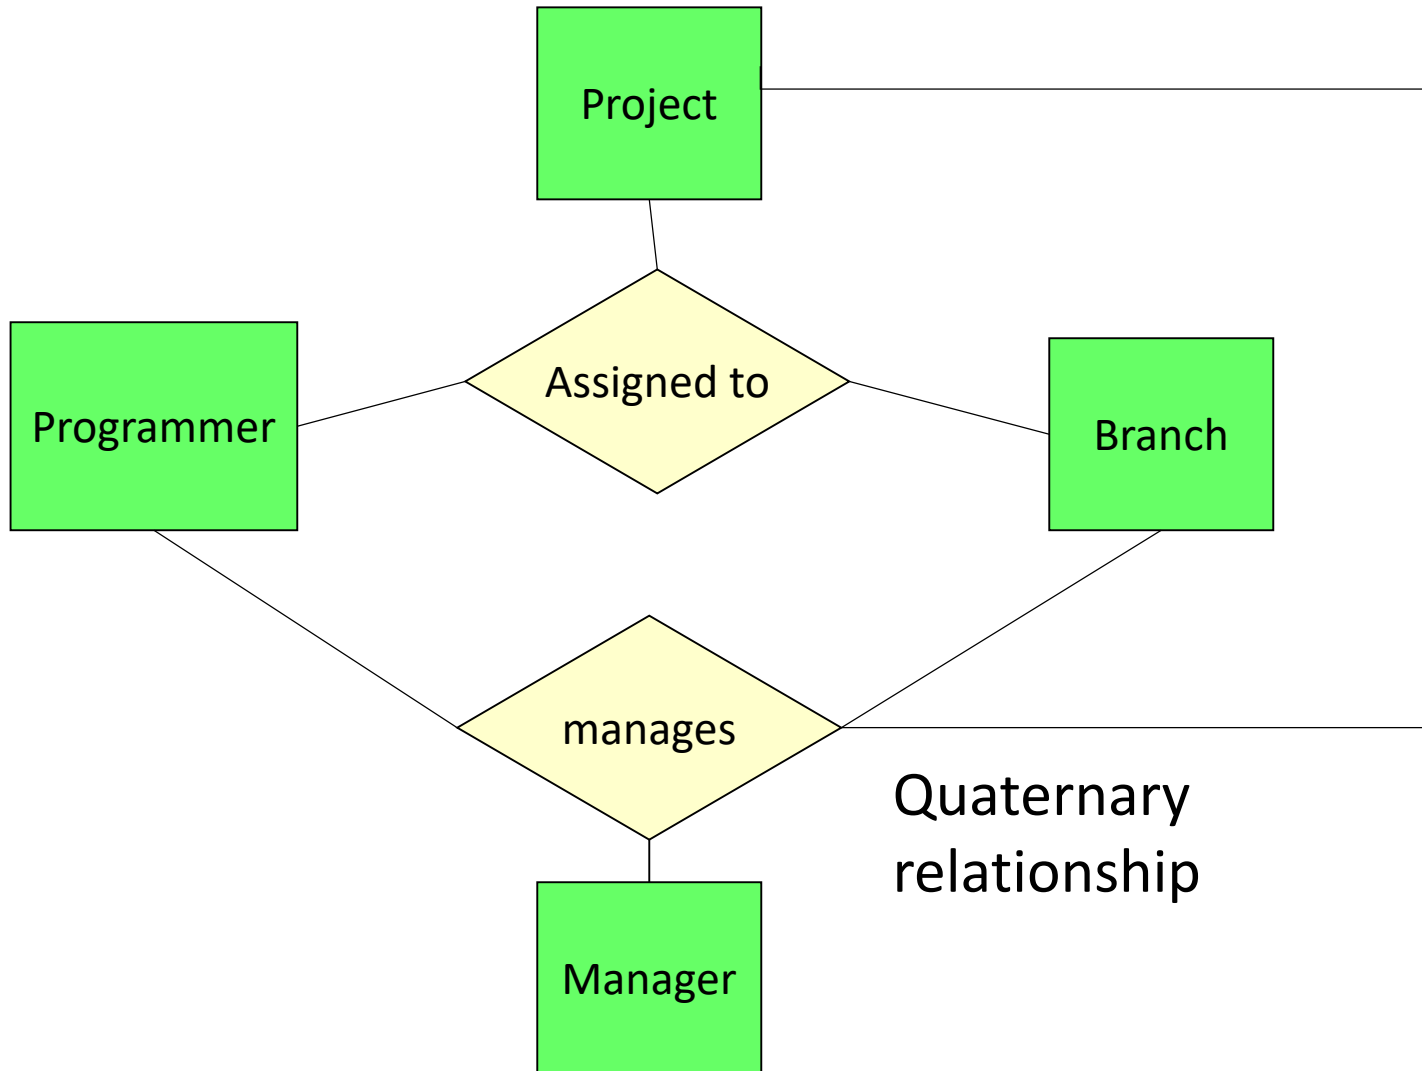 Project
Assigned to
Programmer
Branch
manages
Quaternary
relationship
Manager